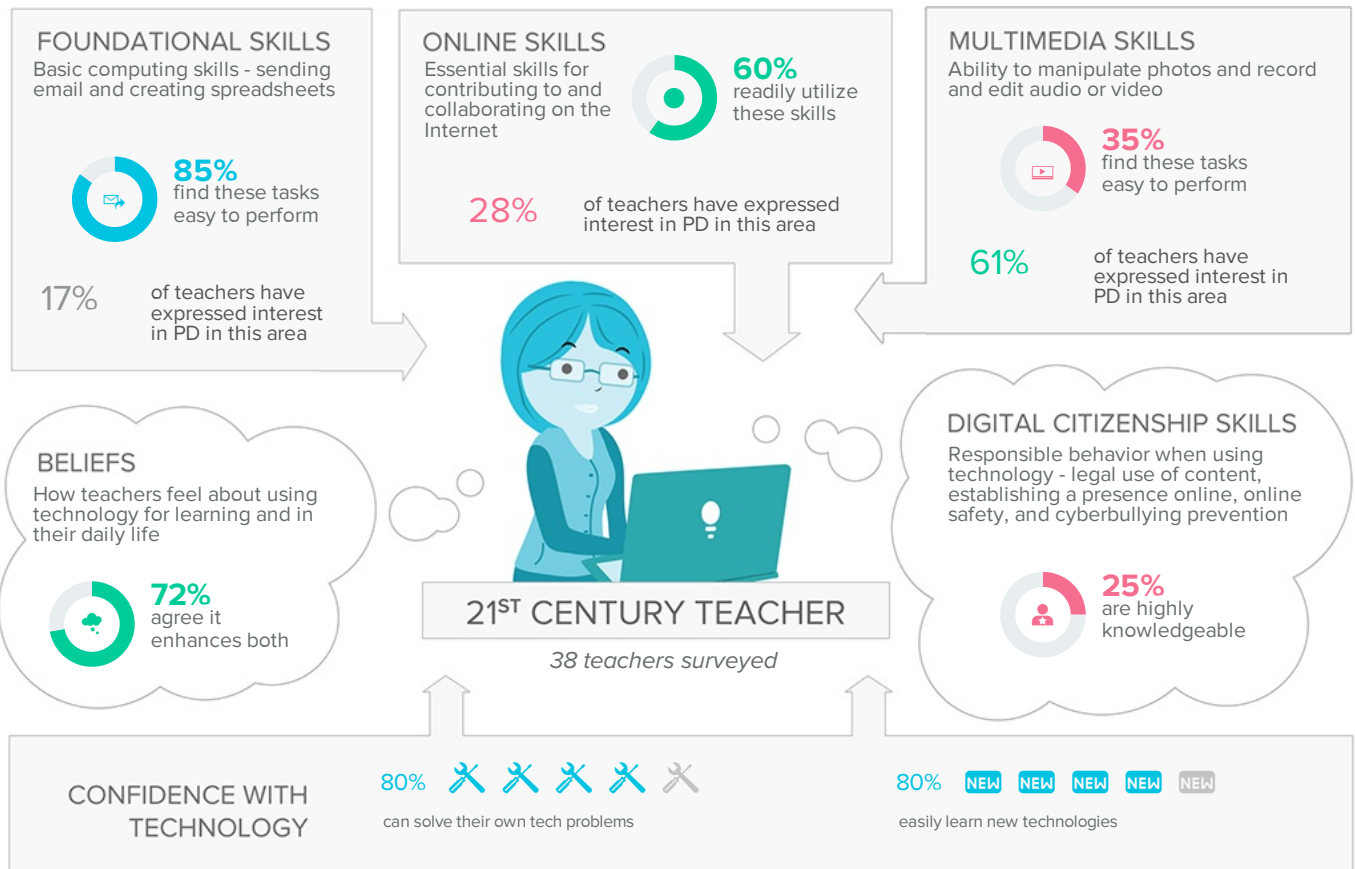 FOUNDATIONAL SKILLS
Basic computing skills - sending
email and creating spreadsheets
85%
find these tasks
easy to perform
17%
of teachers have
expressed interest
in PD in this area
ONLINE SKILLS
Essential skills for
contributing to and
collaborating on the
Internet
60%
readily utilize
these skills
28%
of teachers have expressed
interest in PD in this area
MULTIMEDIA SKILLS
Ability to manipulate photos and record
and edit audio or video
35%
find these tasks
easy to perform
61%
of teachers have
expressed interest in
PD in this area
BELIEFS
How teachers feel about using
technology for learning and in
their daily life
72%
agree it
enhances both
21ST CENTURY TEACHER
38 teachers surveyed
DIGITAL CITIZENSHIP SKILLS
Responsible behavior when using
technology - legal use of content,
establishing a presence online, online
safety, and cyberbullying prevention
25%
are highly
knowledgeable
CONFIDENCE WITH
TECHNOLOGY
80%
can solve their own tech problems
80% NEW NEW NEW NEW NEW
easily learn new technologies